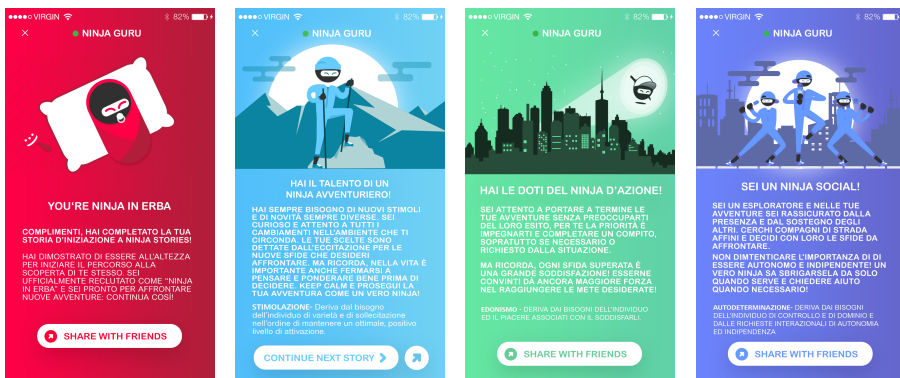 VIRGIN
82%
NINJA GURU
YOU'RE NINJA IN ERBA
COMPLIMENTI, HAI COMPLETATO LA TUA
STORIA D'INIZIAZIONE A NINJA STORIES!
HAI DIMOSTRATO DI ESSERE ALL'ALTEZZA
PER INIZIARE IL PERCORSO ALLA
SCOPERTA DI TE STESSO. SEI
UFFICIALMENTE RECLUTATO COME "NINJA
IN ERBA" E SEI PRONTO PER AFFRONTARE
NUOVE AVVENTURE: CONTINUA COSÌ!
SHARE WITH FRIENDS
VIRGIN
82%
NINJA GURU
HAI IL TALENTO DI UN
NINJA AVVENTURIERO!
HAI SEMPRE BISOGNO DI NUOVI STIMOLI
E DI NOVITÀ SEMPRE DIVERSE. SEI
CURIOSO E ATTENTO A TUTTI I
CAMBIAMENTI NELL'AMBIENTE CHE TI
CIRCONDA. LE TUE SCELTE SONO
DETTATE DALL'ECCITAZIONE PER LE
NUOVE SFIDE CHE DESIDERI
AFFRONTARE. MA RICORDA, NELLA VITA È
IMPORTANTE ANCHE FERMARSI A
PENSARE E PONDERARE BENE PRIMA DI
DECIDERE. KEEP CALM E PROSEGUI LA
TUA AVVENTURA COME UN VERO NINJA!
STIMOLAZIONE- Deriva dal bisogno
dell'individuo di varietà e di sollecitazione
nell'ordine di mantenere un ottimale, positivo
livello di attivazione.
CONTINUE NEXT STORY
VIRGIN
82%
NINJA GURU
HAI LE DOTI DEL NINJA D'AZIONE!
SEI ATTENTO A PORTARE A TERMINE LE
TUE AVVENTURE SENZA PREOCCUPARTI
DEL LORO ESITO, PER TE LA PRIORITÀ È
IMPEGNARTI E COMPLETARE UN COMPITO,
SOPRATUTTO SE NECESSARIO O
RICHIESTO DALLA SITUAZIONE.
MA RICORDA, OGNI SFIDA SUPERATA È
UNA GRANDE SODDISFAZIONE! ESSERNE
CONVINTI DÀ ANCORA MAGGIORE FORZA
NEL RAGGIUNGERE LE METE DESIDERATE!
EDONISMO - DERIVA DAI BISOGNI DELL'INDIVIDUO
ED IL PIACERE ASSOCIATI CON IL SODDISFARLI.
SHARE WITH FRIENDS
VIRGIN
82%
NINJA GURU
SEI UN NINJA SOCIAL!
SEI UN ESPLORATORE E NELLE TUE
AVVENTURE SEI RASSICURATO DALLA
PRESENZA E DAL SOSTEGNO DEGLI
ALTRI. CERCHI COMPAGNI DI STRADA
AFFINI E DECIDI CON LORO LE SFIDE DA
AFFRONTARE.
NON DIMTENTICARE L'IMPORTANZA DI DI
ESSERE AUTONOMO E INDIPENDENTE! UN
VERO NINJA SA SBRIGARSELA DA SOLO
QUANDO SERVE E CHIEDERE AIUTO
QUANDO NECESSARIO!
AUTODETERMINAZIONE- DERIVA DAI BISOGNI
DELL'INDIVIDUO DI CONTROLLO E DI DOMINIO E
DALLE RICHIESTE INTERAZIONALI DI AUTONOMIA
ED INDIPENDENZA
SHARE WITH FRIENDS